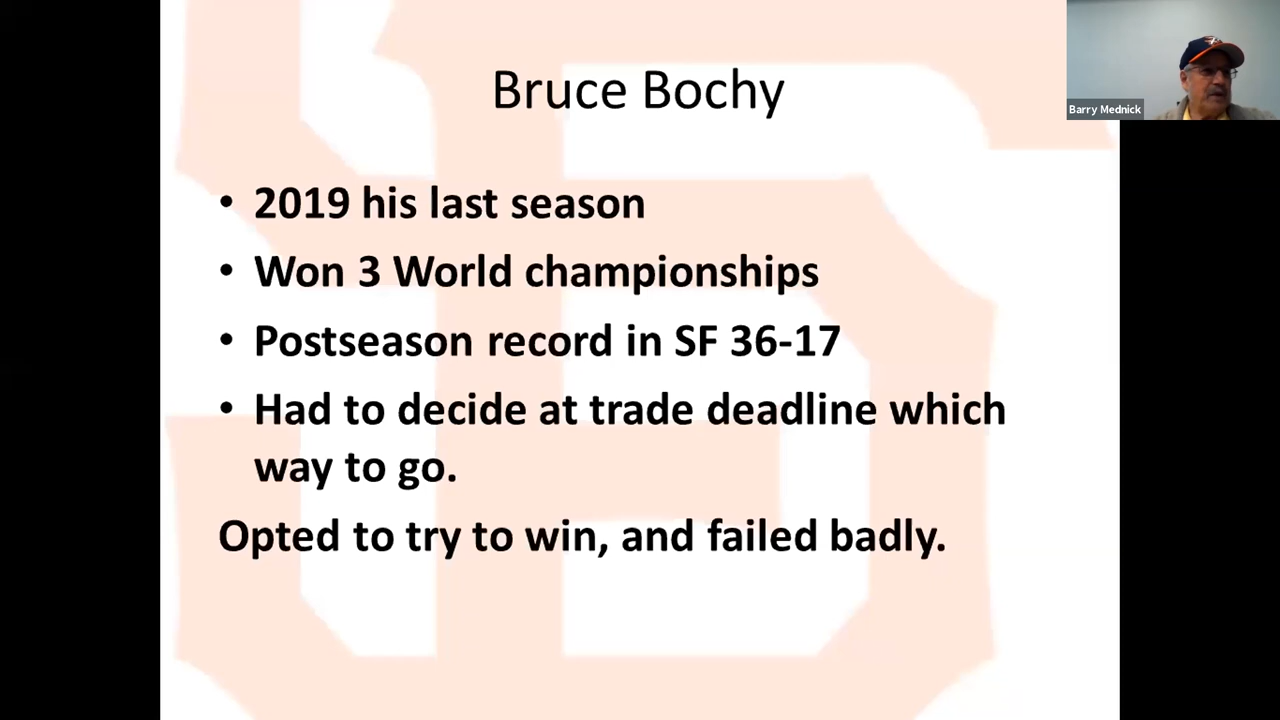 Bruce Bochy
Barry Mednick
• 2019 his last season
• Won 3 World championships
• Postseason record in SF 36-17
• Had to decide at trade deadline which
way to go.
Opted to try to win, and failed badly.